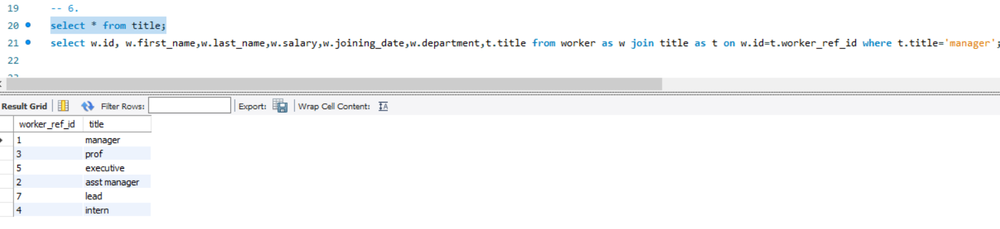 19 -- 6.
20 select * from title;
21 select w.id, w.first_name,w.last_name,w.salary,w.joining_date,w.department,t.title from worker as w join title as t on w.id=t.worker_ref_id where t.title='manager';
22
Result Grid Filter Rows: Export: Wrap Cell Content:
worker_ref_id title
1 manager
3 prof
5 executive
2 asst manager
7 lead
4 intern